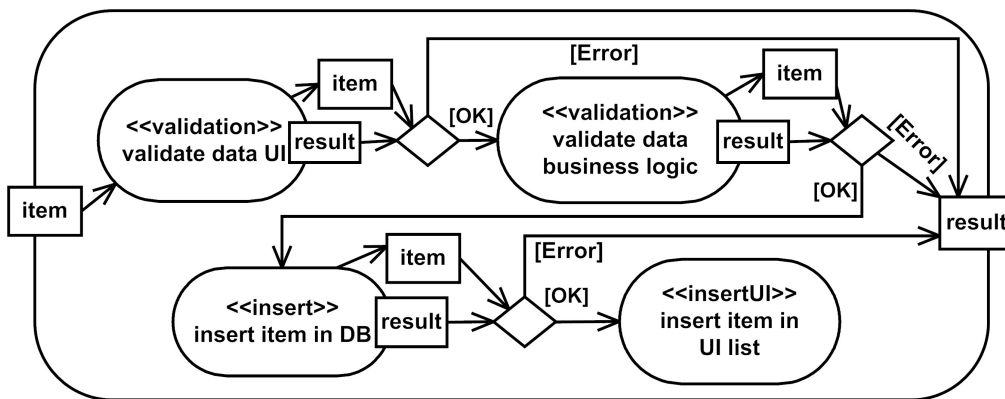 [Error]
item
item
<<validation>>
validate data UI
result
[OK]
<<validation>>
validate data
business logic
result
[Error]
[OK]
item
result
item
[Error]
<<insert>>
insert item in DB
result
[OK]
<<insertUI>>
insert item in
UI list